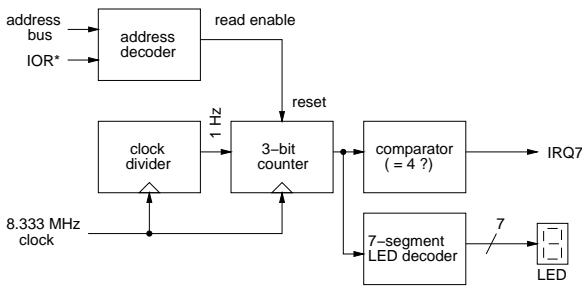 address
bus
IOR*
address
decoder
read enable
reset
clock
divider
1 Hz
3-bit
counter
comparator
( = 4 ?)
IRQ7
8.333 MHz
clock
7-segment
LED decoder
7
LED